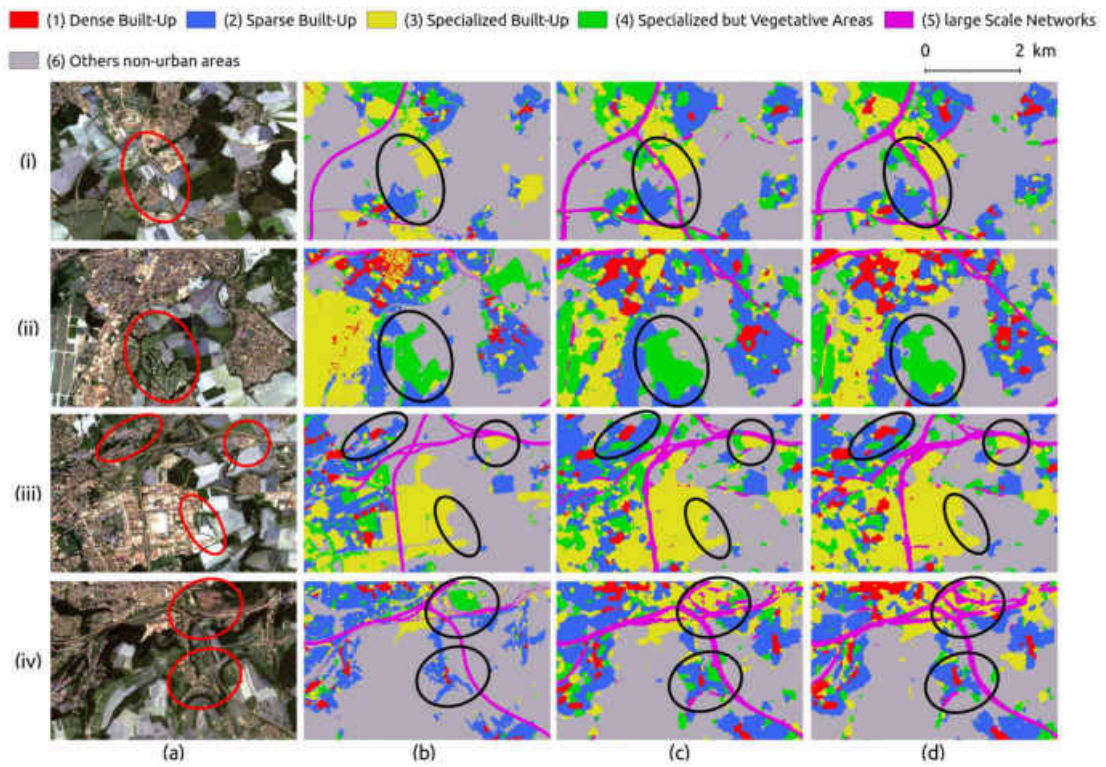 (1) Dense Built-Up (2) Sparse Built-Up (3) Specialized Built-Up (4) Specialized but Vegetative Areas (5) large Scale Networks
(6) Others non-urban areas
0 2 km
(i)
(ii)
(iii)
(iv)
(a) (b) (c) (d)